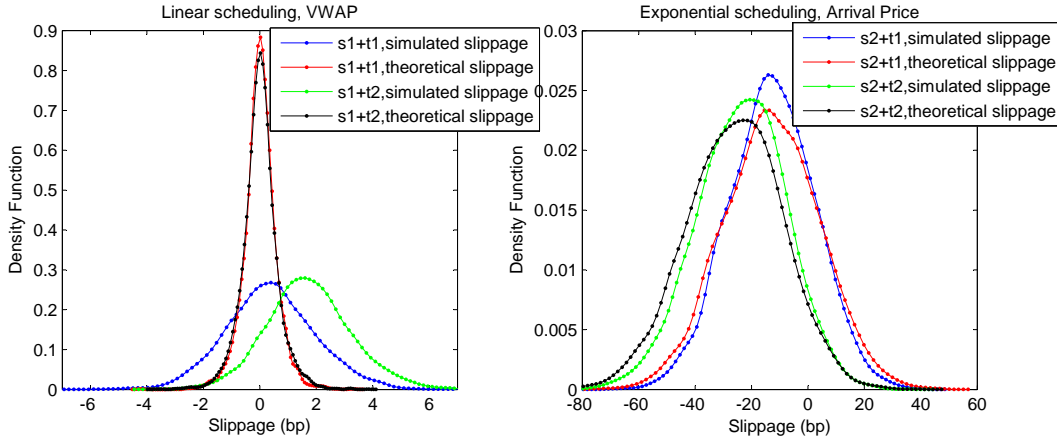 Linear scheduling, VWAP
0.9
0.8
0.7
0.6
0.5
0.4
0.3
0.2
0.1
0
Density Function
s1+t1,simulated slippage
s1+t1,theoretical slippage
s1+t2,simulated slippage
s1+t2,theoretical slippage
-6 -4 -2 0 2 4 6
Slippage (bp)
Exponential scheduling, Arrival Price
0.03
0.025
0.02
0.015
0.01
0.005
0
Density Function
s2+t1,simulated slippage
s2+t1,theoretical slippage
s2+t2,simulated slippage
s2+t2,theoretical slippage
-80 -60 -40 -20 0 20 40 60
Slippage (bp)